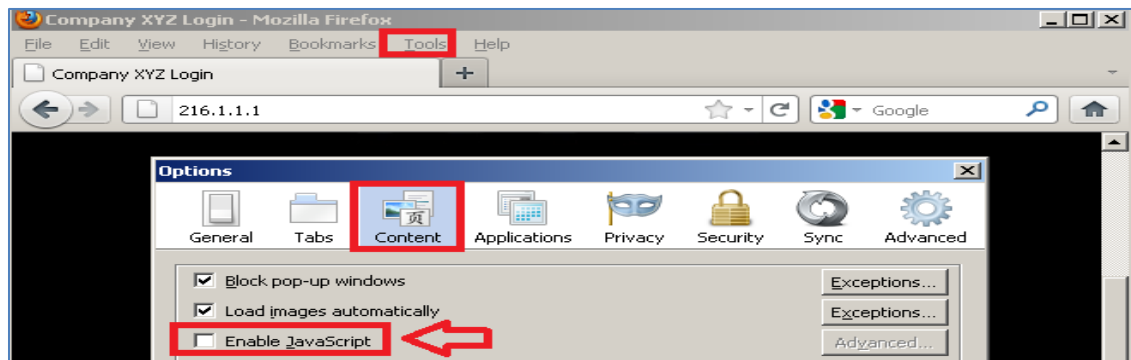 Company XYZ Login - Mozilla Firefox
File Edit View History Bookmarks Tools Help
Company XYZ Login
216.1.1.1 Google
Options
页
General Tabs Content Applications Privacy Security Sync Advanced
Block pop-up windows Exceptions...
Load images automatically Exceptions...
Enable JavaScript Advanced...